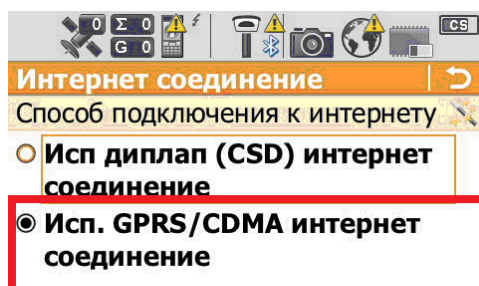 0 Σ 0
G 0
CS
Интернет соединение
Способ подключения к интернету
Исп диплап (CSD) интернет
соединение
Исп. GPRS/CDMA интернет
соединение